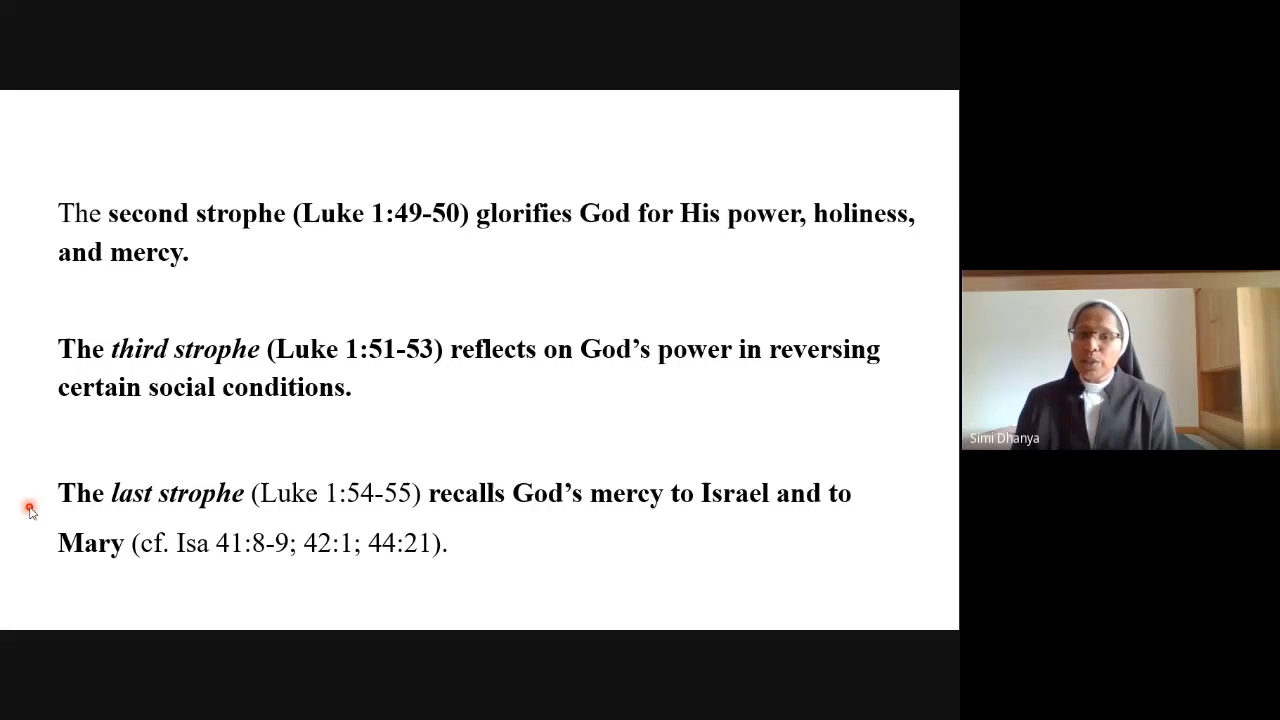 The second strophe (Luke 1:49-50) glorifies God for His power, holiness,
and mercy.
The third strophe (Luke 1:51-53) reflects on God’s power in reversing
certain social conditions.
The last strophe (Luke 1:54-55) recalls God’s mercy to Israel and to
Mary (cf. Isa 41:8-9; 42:1; 44:21).
Simi Dhanya